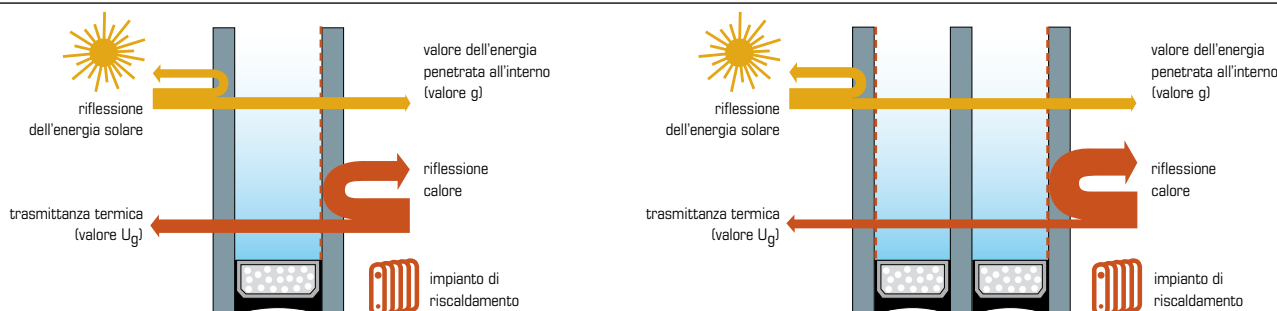 valore dell'energia
penetrata all'interno
(valore g)
riflessione
dell'energia solare
riflessione
calore
trasmittanza termica
(valore Ug)
impianto di
riscaldamento
valore dell'energia
penetrata all'interno
(valore g)
riflessione
dell'energia solare
riflessione
calore
trasmittanza termica
(valore Ug)
impianto di
riscaldamento